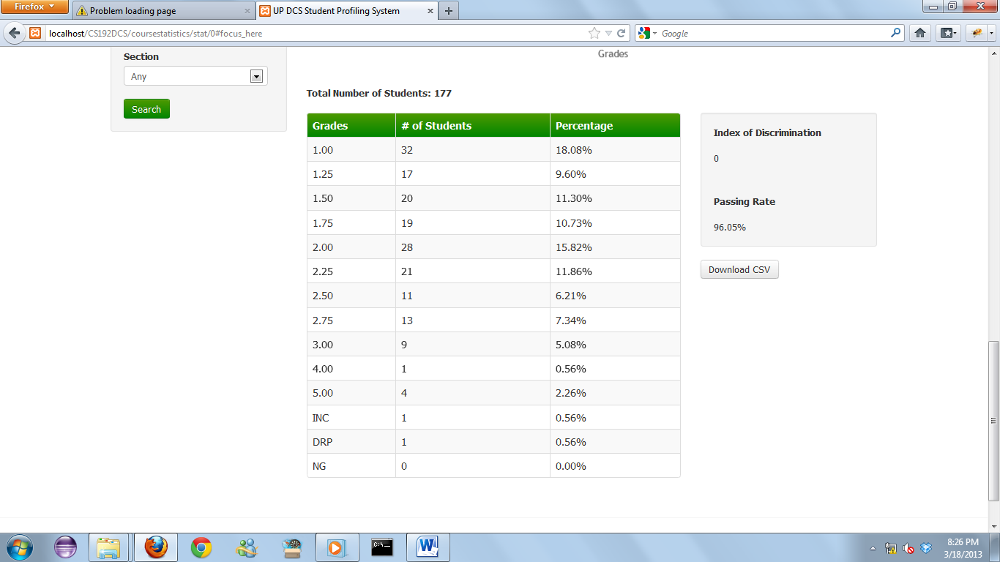 Firefox
Problem loading page
UP DCS Student Profiling System
localhost/CS192DCS/coursestatistics/stat/0#focus_here
Google
Section
Any
Search
Grades
Total Number of Students: 177
Grades # of Students Percentage
1.00 32 18.08%
1.25 17 9.60%
1.50 20 11.30%
1.75 19 10.73%
2.00 28 15.82%
2.25 21 11.86%
2.50 11 6.21%
2.75 13 7.34%
3.00 9 5.08%
4.00 1 0.56%
5.00 4 2.26%
INC 1 0.56%
DRP 1 0.56%
NG 0 0.00%
Index of Discrimination
0
Passing Rate
96.05%
Download CSV
8:26 PM
3/18/2013